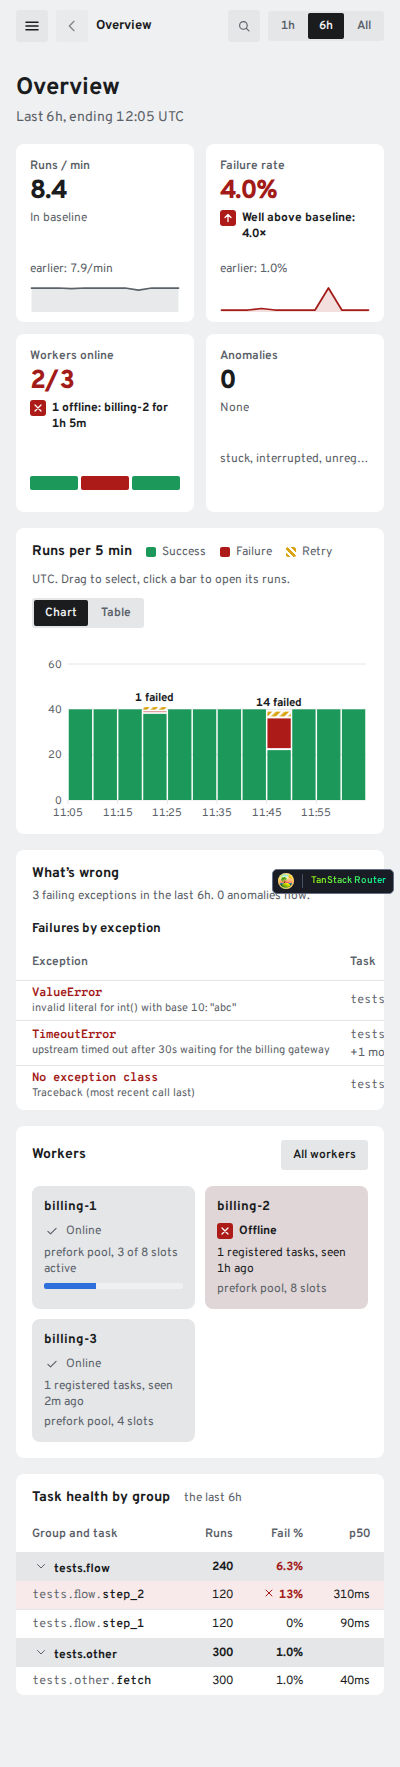 Overview
1h 6h All
Overview
Last 6h, ending 12:05 UTC
Runs / min
8.4
In baseline
earlier: 7.9/min
Failure rate
4.0%
Well above baseline:
4.0×
earlier: 1.0%
Workers online
2/3
1 offline: billing-2 for
1h 5m
Anomalies
0
None
stuck, interrupted, unreg...
Runs per 5 min Success Failure Retry
UTC. Drag to select, click a bar to open its runs.
Chart Table
60
40
20
0
1 failed
14 failed
11:05 11:15 11:25 11:35 11:45 11:55
What's wrong
TanStack Router
3 failing exceptions in the last 6h. 0 anomalies now.
Failures by exception
Exception Task
ValueError
invalid literal for int() with base 10: "abc"
tests
TimeoutError
upstream timed out after 30s waiting for the billing gateway
tests
+1 mo
No exception class
Traceback (most recent call last)
tests
Workers All workers
billing-1
Online
prefork pool, 3 of 8 slots
active
billing-2
Offline
1 registered tasks, seen
1h ago
prefork pool, 8 slots
billing-3
Online
1 registered tasks, seen
2m ago
prefork pool, 4 slots
Task health by group the last 6h
Group and task Runs Fail % p50
tests.flow 240 6.3%
tests.flow.step_2 120 13% 310ms
tests.flow.step_1 120 0% 90ms
tests.other 300 1.0%
tests.other.fetch 300 1.0% 40ms